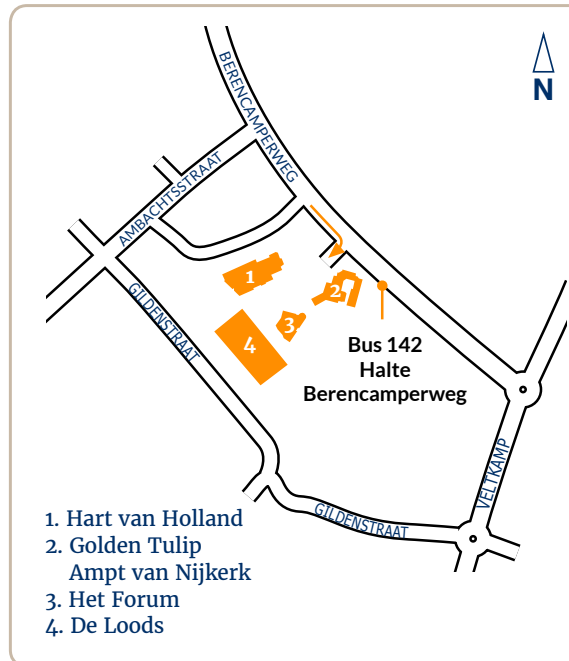 N
BERENCAMPERWEG
AMBACHTSSTRAAT
GILDENSTRAAT
1
2
3
4
Bus 142
Halte
Berencamperweg
VELTKAMP
GILDENSTRAAT
1. Hart van Holland
2. Golden Tulip
Ampt van Nijkerk
3. Het Forum
4. De Loods